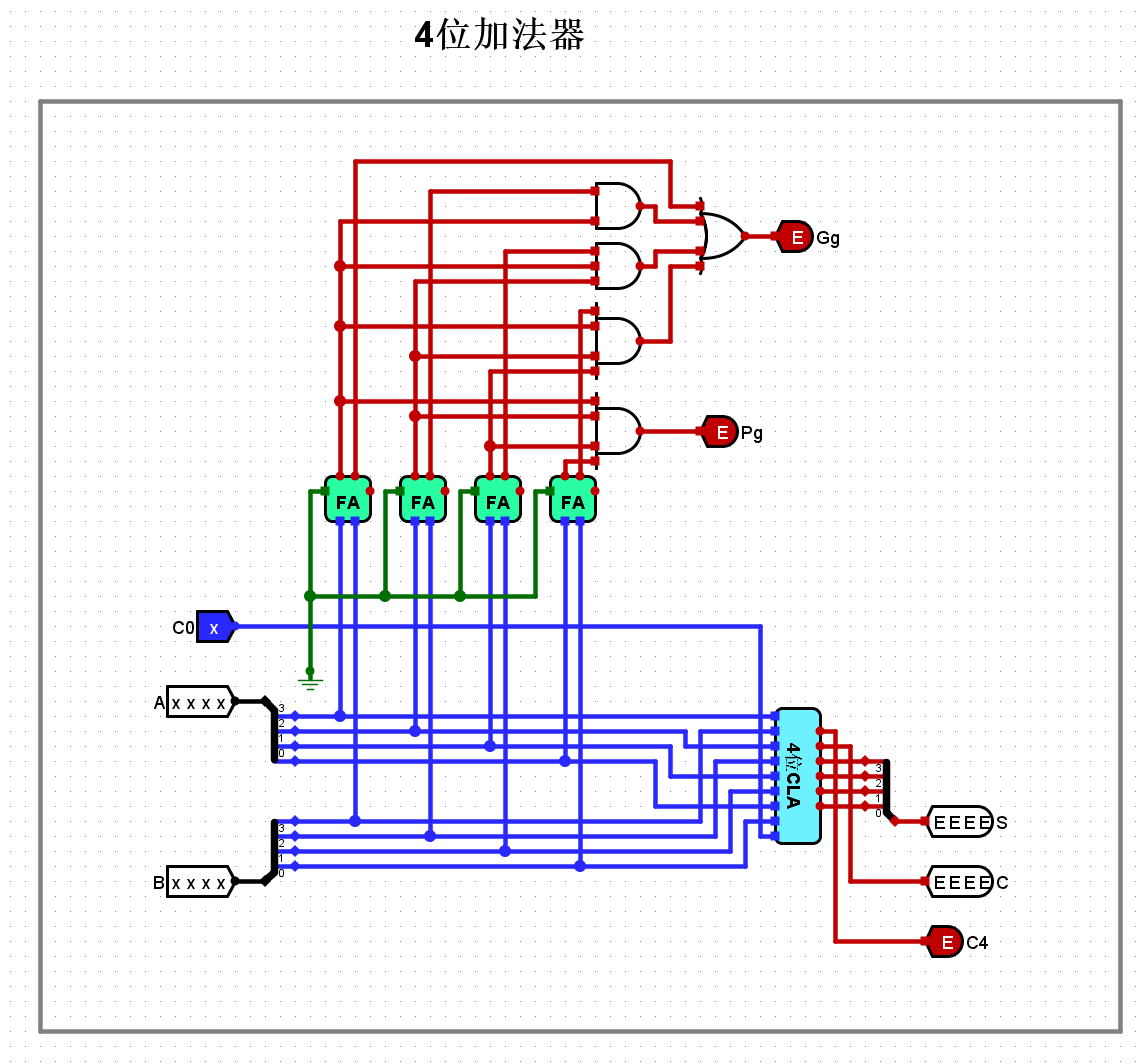 4位加法器
E Gg
E Pg
FA FA FA FA
C0 x
A x x x x
3
2
1
0
4位CLA
3
2
1
0
B x x x x
3
2
1
0
E E E E S
E E E E C
E C4